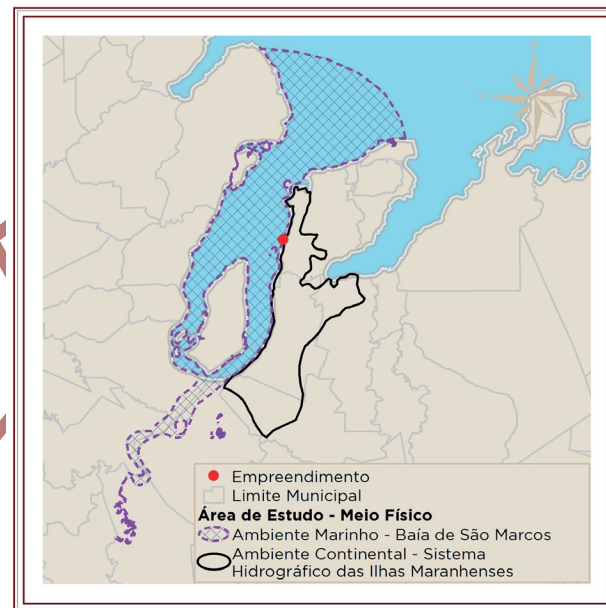 Empreendimento
Limite Municipal
Área de Estudo - Meio Físico
Ambiente Marinho - Baía de São Marcos
Ambiente Continental - Sistema
Hidrográfico das Ilhas Maranhenses